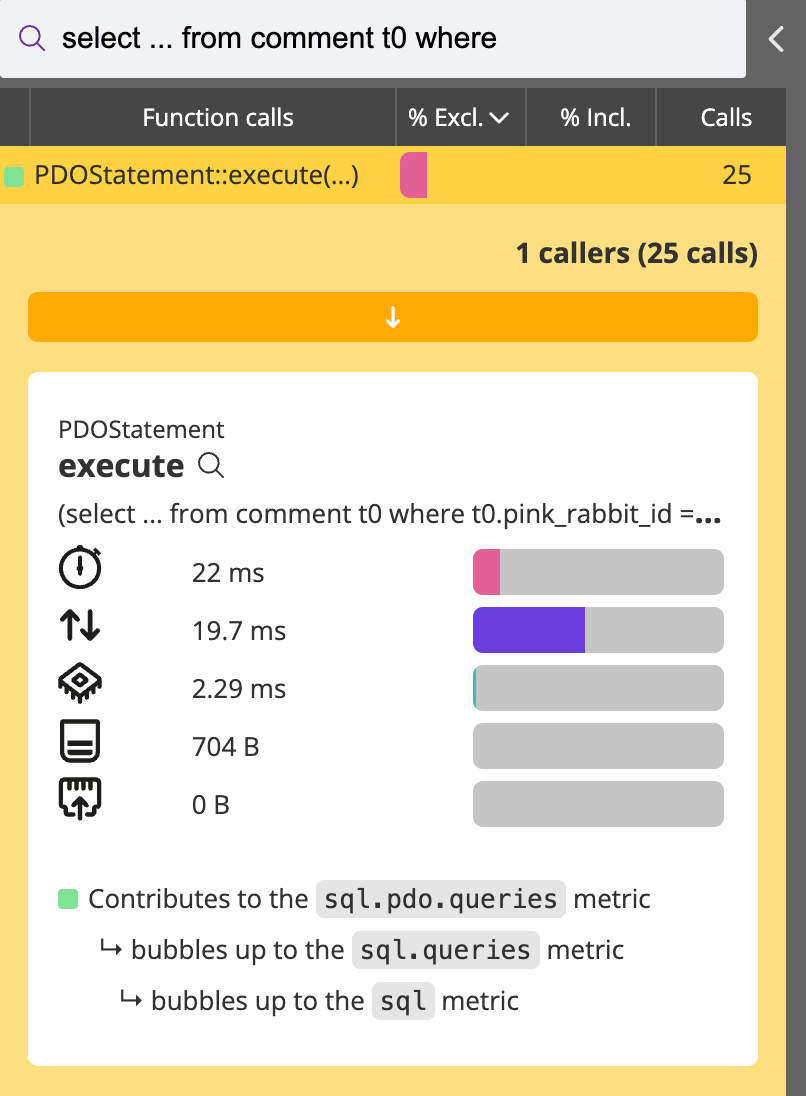 select ... from comment t0 where
Function calls % Excl. % Incl. Calls
PDOStatement::execute(...) 25
1 callers (25 calls)
PDOStatement
execute
(select ... from comment t0 where t0.pink_rabbit_id =...
22 ms
19.7 ms
2.29 ms
704 B
0 B
Contributes to the sql.pdo.queries metric
bubbles up to the sql.queries metric
bubbles up to the sql metric